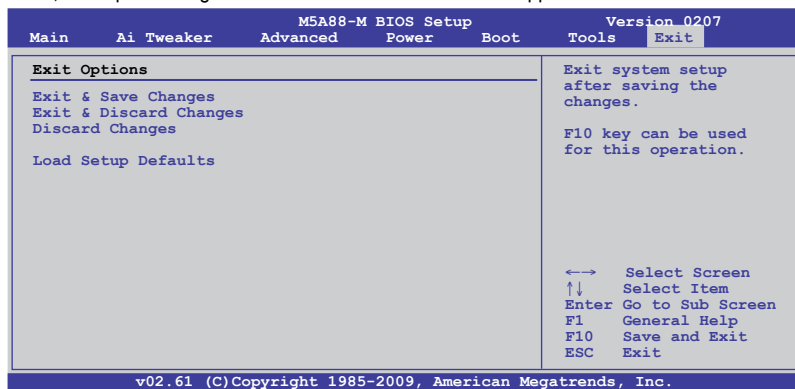 M5A88-M BIOS Setup Version 0207
Main Ai Tweaker Advanced Power Boot Tools Exit
Exit Options
Exit & Save Changes
Exit & Discard Changes
Discard Changes
Load Setup Defaults
Exit system setup
after saving the
changes.
F10 key can be used
for this operation.
←→ Select Screen
↑↓ Select Item
Enter Go to Sub Screen
F1 General Help
F10 Save and Exit
ESC Exit
v02.61 (C)Copyright 1985-2009, American Megatrends, Inc.